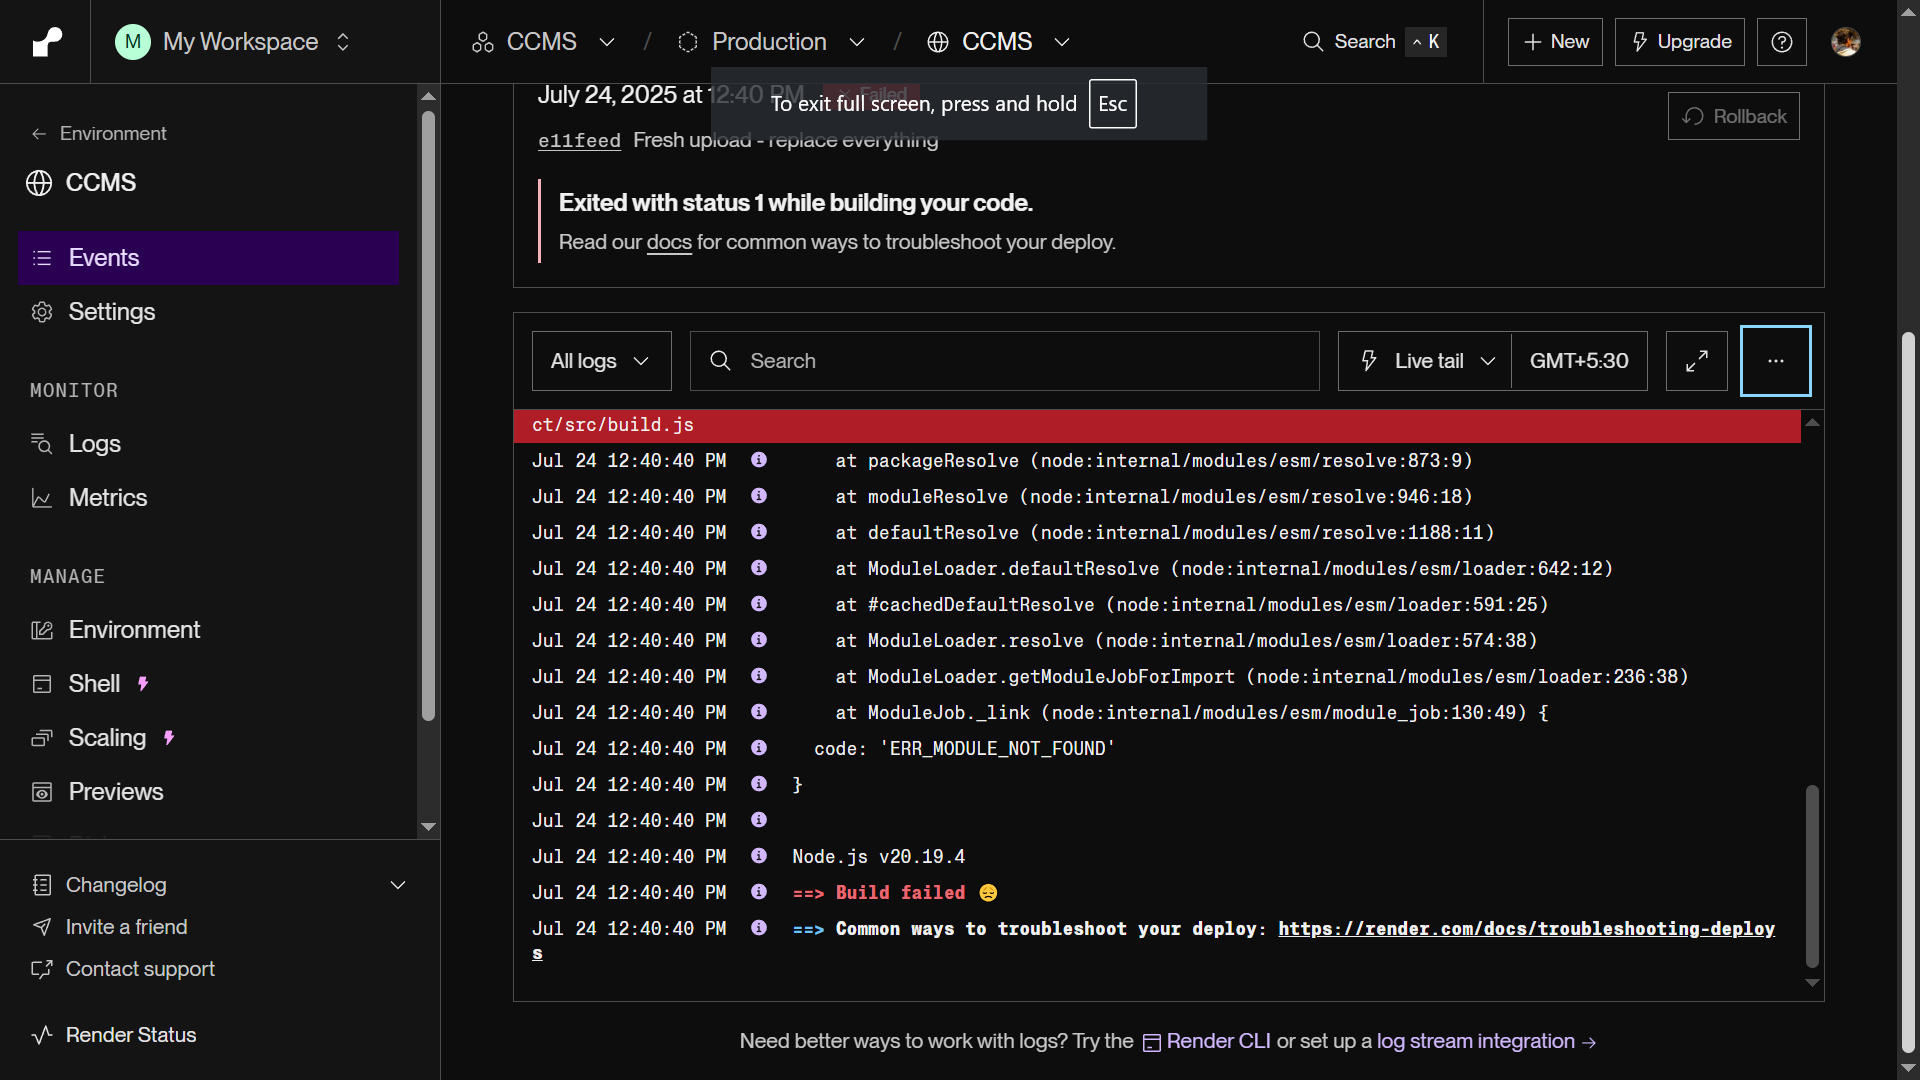 M My Workspace
CCMS / Production / CCMS
Search ^ K
+ New
Upgrade
To exit full screen, press and hold Esc
← Environment
CCMS
Events
Settings
MONITOR
Logs
Metrics
MANAGE
Environment
Shell
Scaling
Previews
Changelog
Invite a friend
Contact support
Render Status
July 24, 2025 at 12:40 PM Failed
Rollback
e11feed Fresh upload - replace everything
Exited with status 1 while building your code.
Read our docs for common ways to troubleshoot your deploy.
All logs
Search
Live tail
GMT+5:30
ct/src/build.js
Jul 24 12:40:40 PM at packageResolve (node:internal/modules/esm/resolve:873:9)
Jul 24 12:40:40 PM at moduleResolve (node:internal/modules/esm/resolve:946:18)
Jul 24 12:40:40 PM at defaultResolve (node:internal/modules/esm/resolve:1188:11)
Jul 24 12:40:40 PM at ModuleLoader.defaultResolve (node:internal/modules/esm/loader:642:12)
Jul 24 12:40:40 PM at #cachedDefaultResolve (node:internal/modules/esm/loader:591:25)
Jul 24 12:40:40 PM at ModuleLoader.resolve (node:internal/modules/esm/loader:574:38)
Jul 24 12:40:40 PM at ModuleLoader.getModuleJobForImport (node:internal/modules/esm/loader:236:38)
Jul 24 12:40:40 PM at ModuleJob._link (node:internal/modules/esm/module_job:130:49) {
Jul 24 12:40:40 PM code: 'ERR_MODULE_NOT_FOUND'
Jul 24 12:40:40 PM }
Jul 24 12:40:40 PM
Jul 24 12:40:40 PM Node.js v20.19.4
Jul 24 12:40:40 PM ==> Build failed 😞
Jul 24 12:40:40 PM ==> Common ways to troubleshoot your deploy: https://render.com/docs/troubleshooting-deploy
s
Need better ways to work with logs? Try the Render CLI or set up a log stream integration →